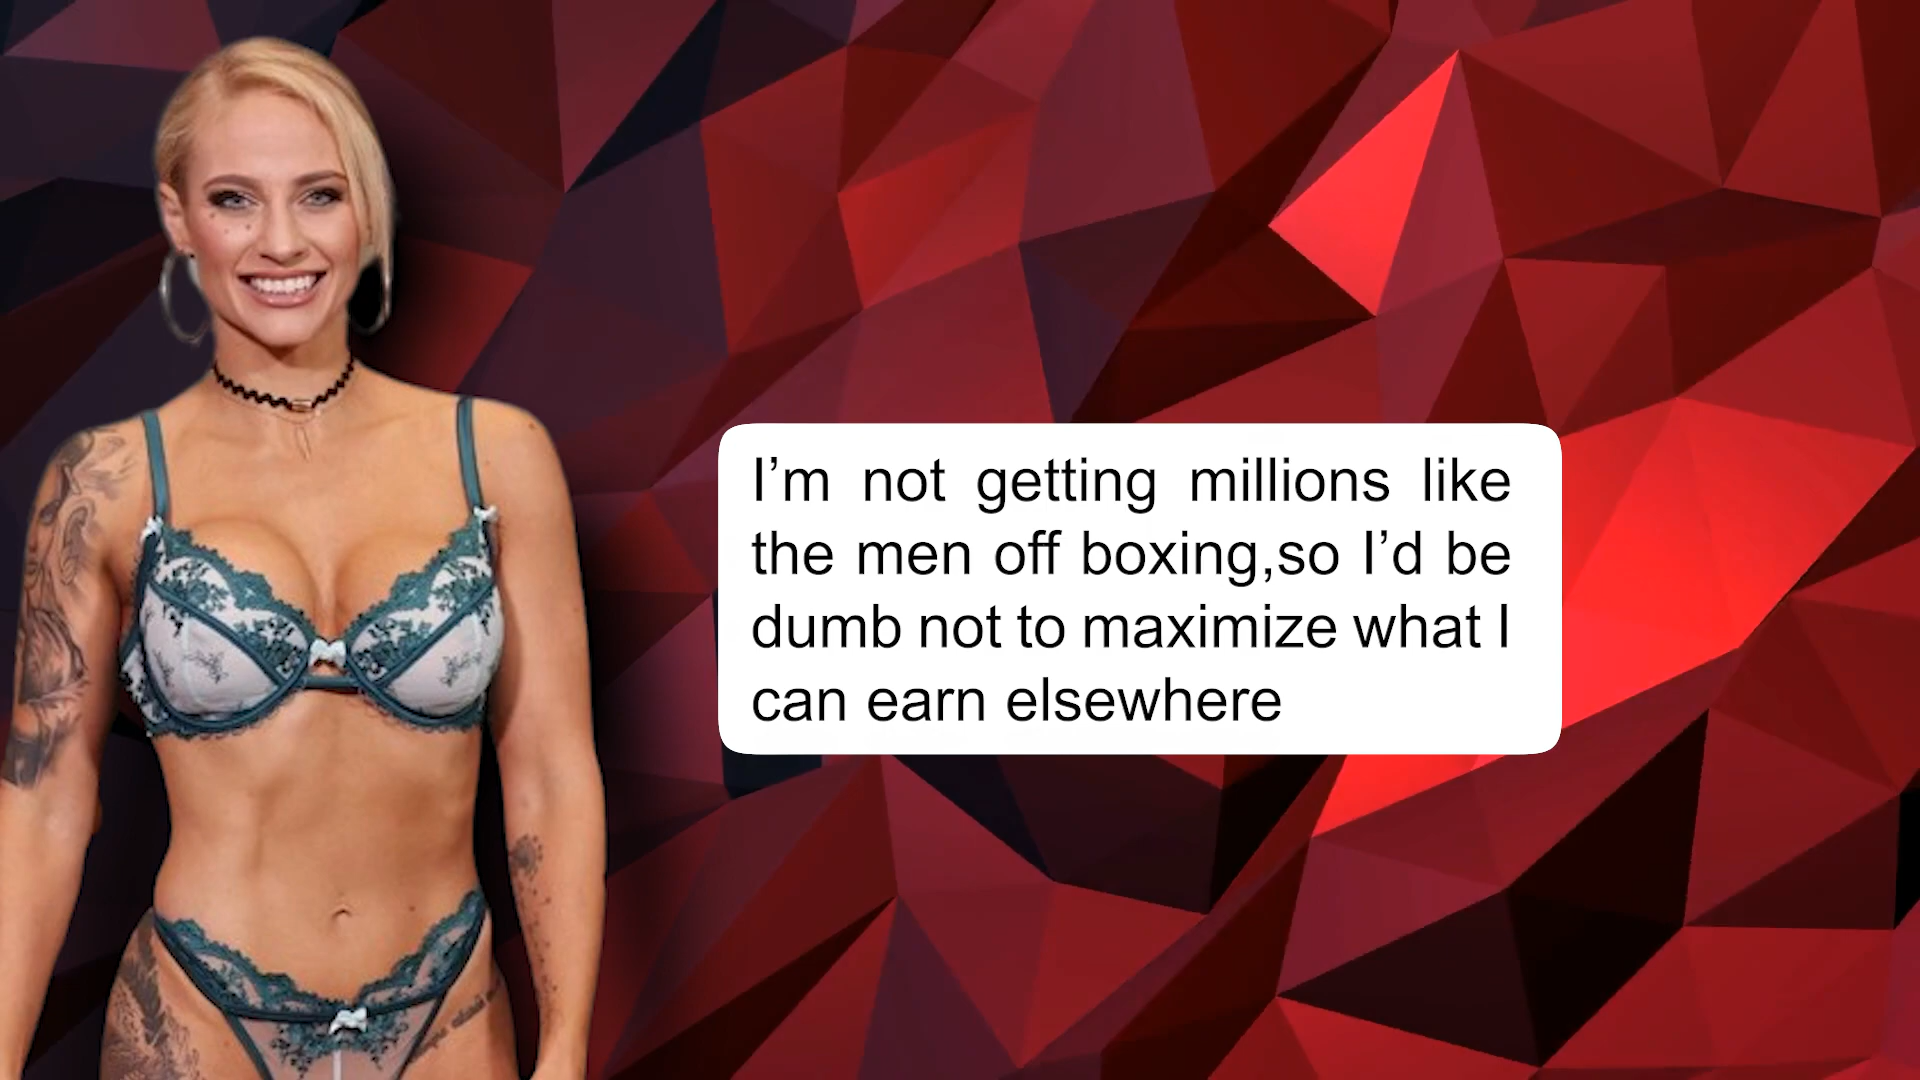 I’m not getting millions like
the men off boxing,so I’d be
dumb not to maximize what I
can earn elsewhere